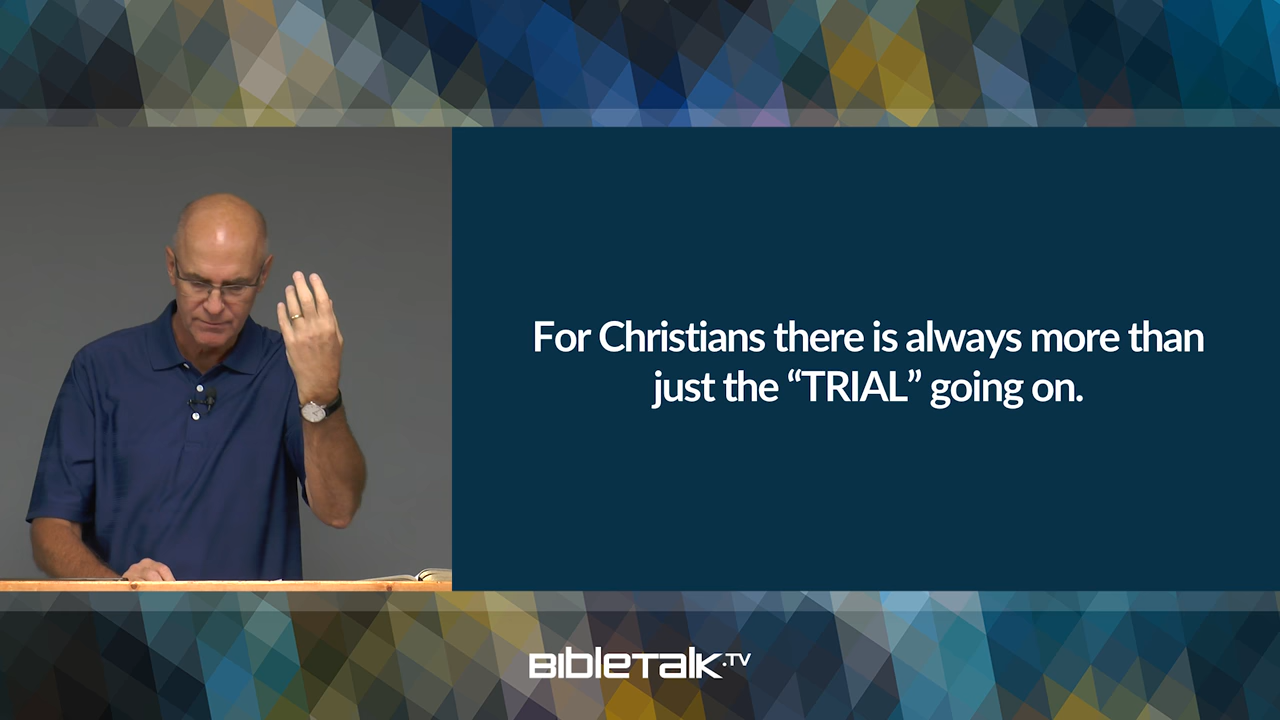 For Christians there is always more than
just the “TRIAL” going on.
BIBLETALK.TV